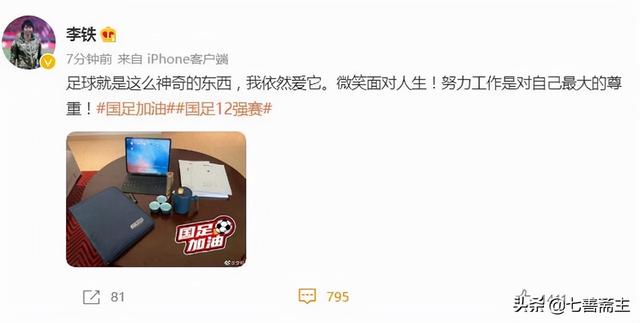 李铁
7分钟前 来自 iPhone客户端
足球就是这么神奇的东西，我依然爱它。微笑面对人生！努力工作是对自己最大的尊
重！#国足加油##国足12强赛#
国足
加油
81
795
头条 @七善斋主